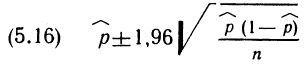 (5.16) p̂ ± 1,96 √(p̂ (1 − p̂) / n)